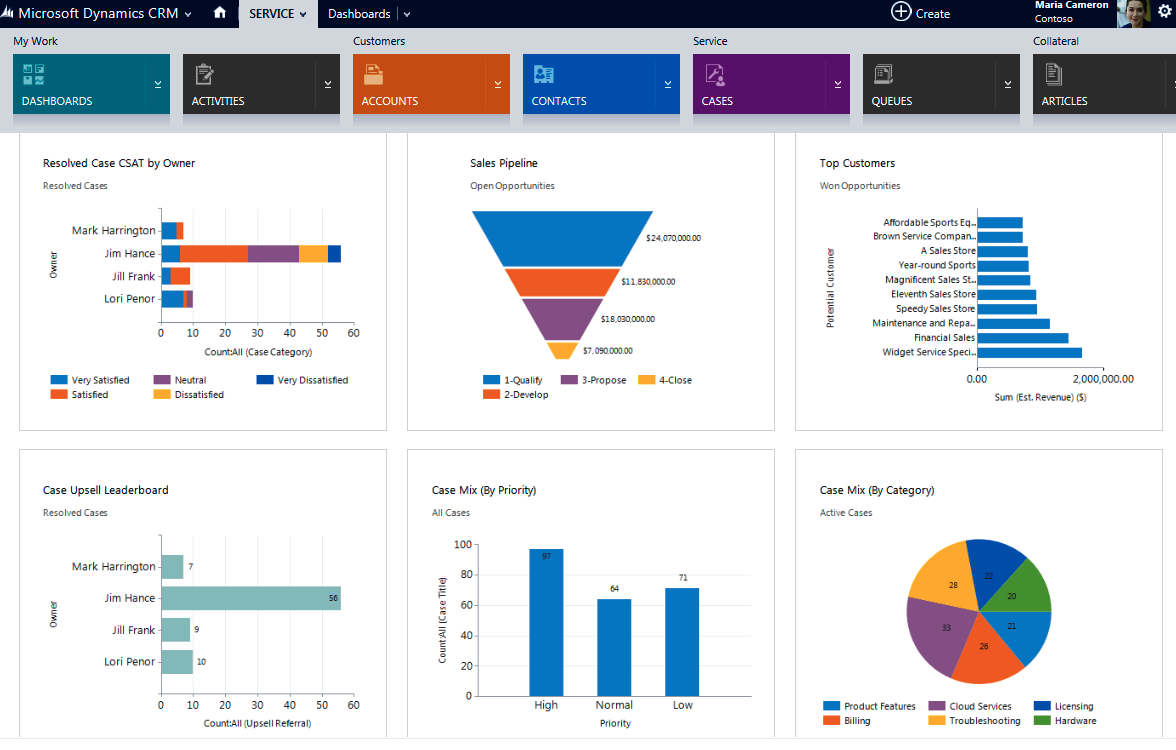 Microsoft Dynamics CRM
SERVICE
Dashboards
Create
Maria Cameron
Contoso
My Work
Customers
Service
Collateral
DASHBOARDS
ACTIVITIES
ACCOUNTS
CONTACTS
CASES
QUEUES
ARTICLES
Resolved Case CSAT by Owner
Resolved Cases
Owner
Mark Harrington
Jim Hance
Jill Frank
Lori Penor
0 10 20 30 40 50 60
Count:All (Case Category)
Very Satisfied Neutral Very Dissatisfied
Satisfied Dissatisfied
Sales Pipeline
Open Opportunities
$24,070,000.00
$11,830,000.00
$18,030,000.00
$7,090,000.00
1-Qualify 3-Propose 4-Close
2-Develop
Top Customers
Won Opportunities
Potential Customer
Affordable Sports Eq...
Brown Service Compan...
A Sales Store
Year-round Sports
Magnificent Sales St...
Eleventh Sales Store
Speedy Sales Store
Maintenance and Repa...
Financial Sales
Widget Service Speci...
0.00 2,000,000.00
Sum (Est. Revenue) ($)
Case Upsell Leaderboard
Resolved Cases
Owner
Mark Harrington 7
Jim Hance 56
Jill Frank 9
Lori Penor 10
0 10 20 30 40 50 60
Count:All (Upsell Referral)
Case Mix (By Priority)
All Cases
Count:All (Case Title)
100
80
60
40
20
0
97
64
71
High Normal Low
Priority
Case Mix (By Category)
Active Cases
22
28
20
33
21
26
Product Features Cloud Services Licensing
Billing Troubleshooting Hardware